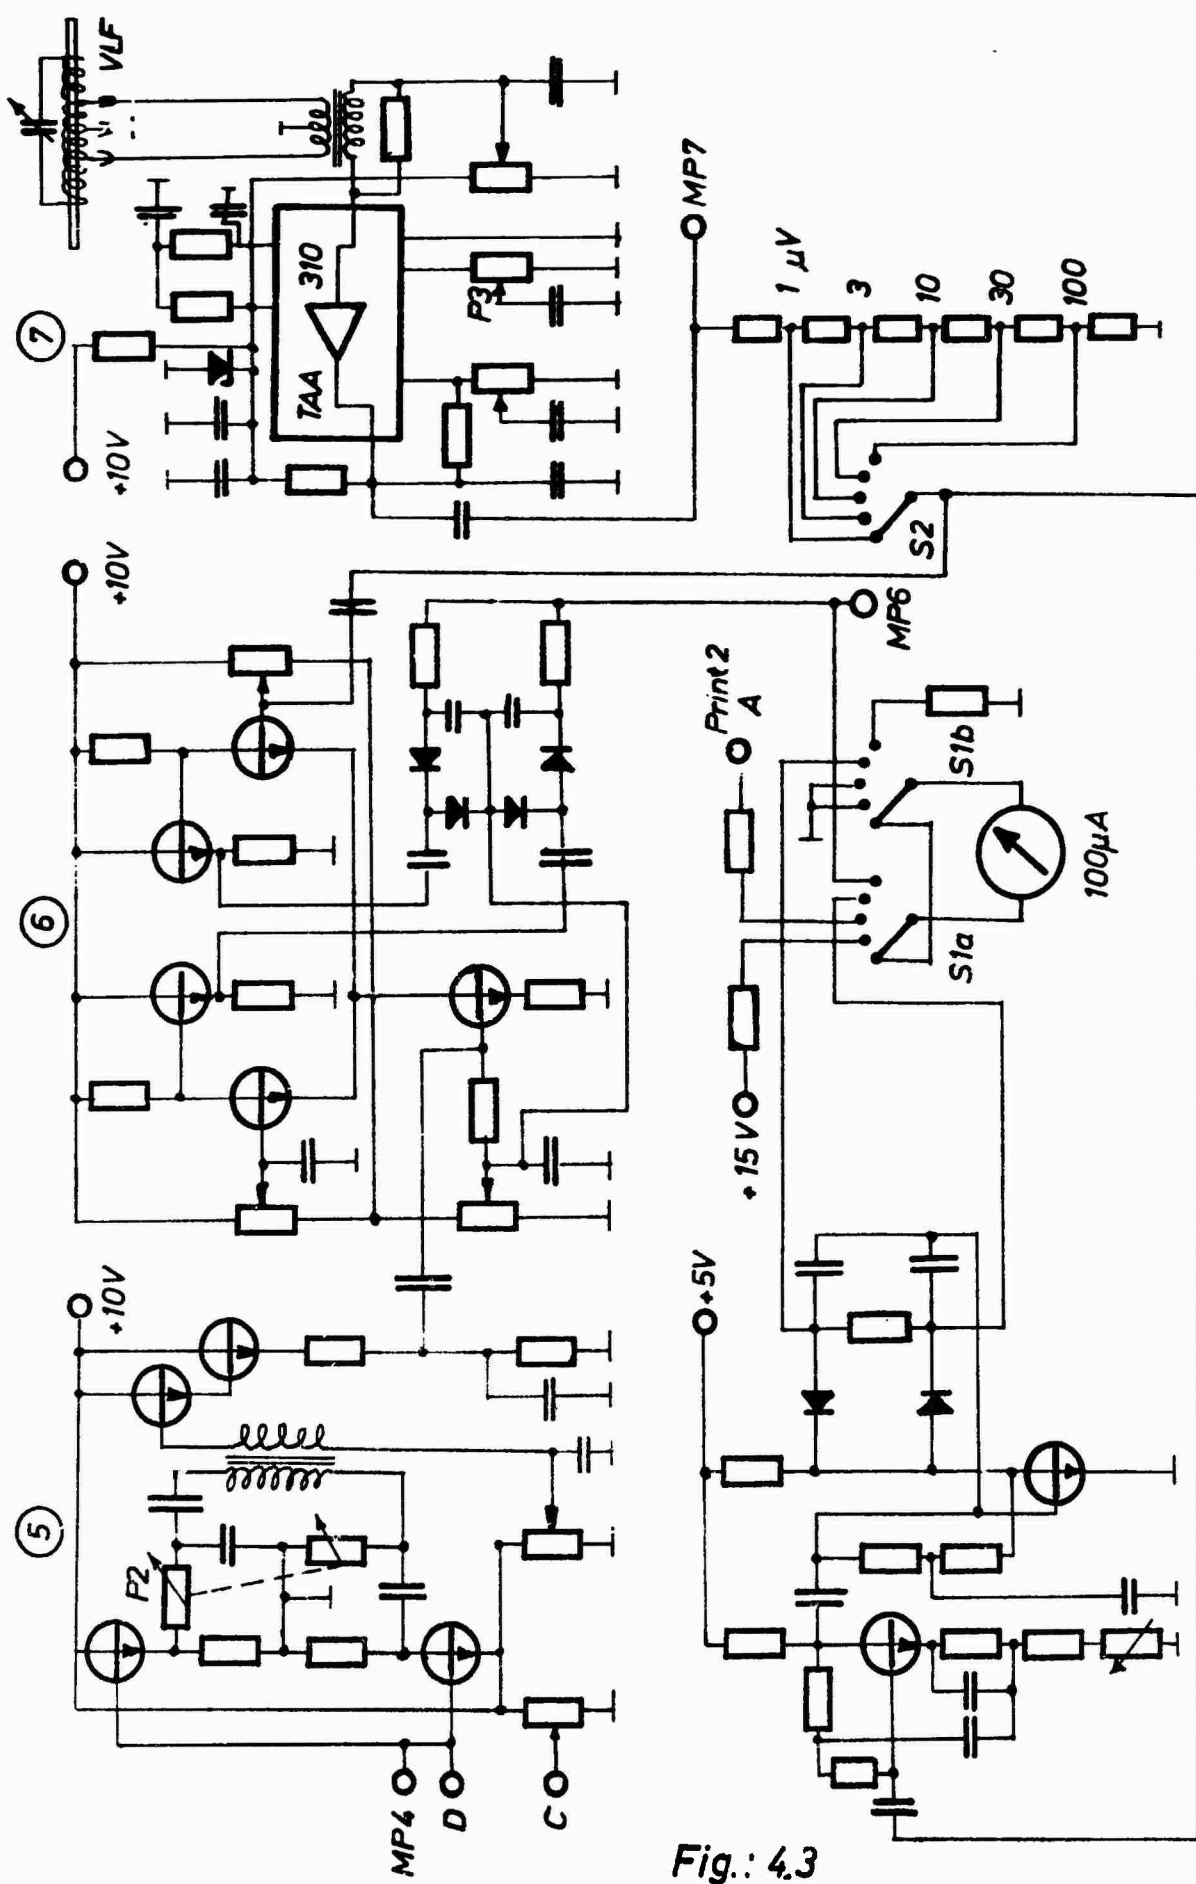 5
+10V
P2
MP4
D
C
6
+10V
7
+10V
VLF
TAA
310
P3
MP7
1 µV
3
10
30
100
S2
MP6
Print 2
A
+15V
S1a
S1b
100µA
+5V
Fig.: 4.3